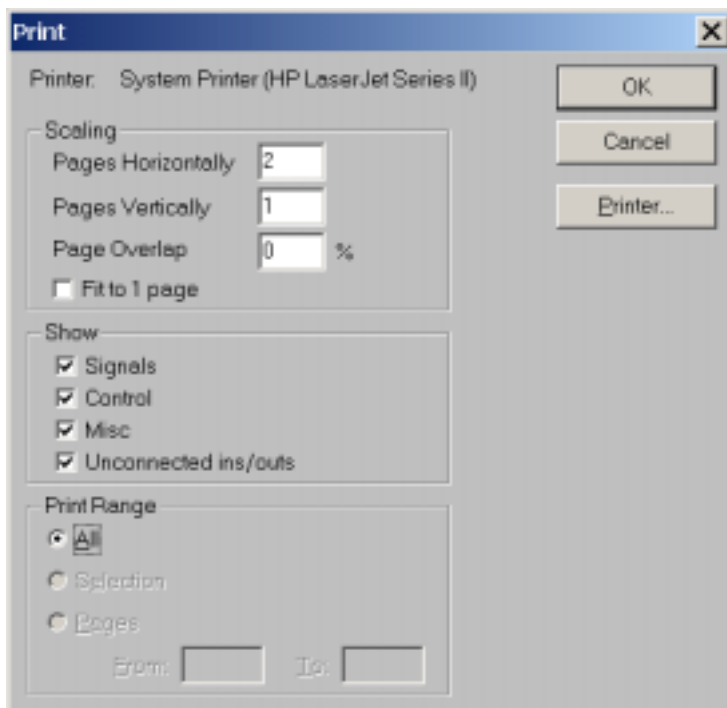 Print
Printer: System Printer (HP LaserJet Series II)
OK
Scaling
Cancel
Pages Horizontally 2
Pages Vertically 1
Printer...
Page Overlap 0 %
Fit to 1 page
Show
Signals
Control
Misc
Unconnected ins/outs
Print Range
All
Selection
Pages
From: To: